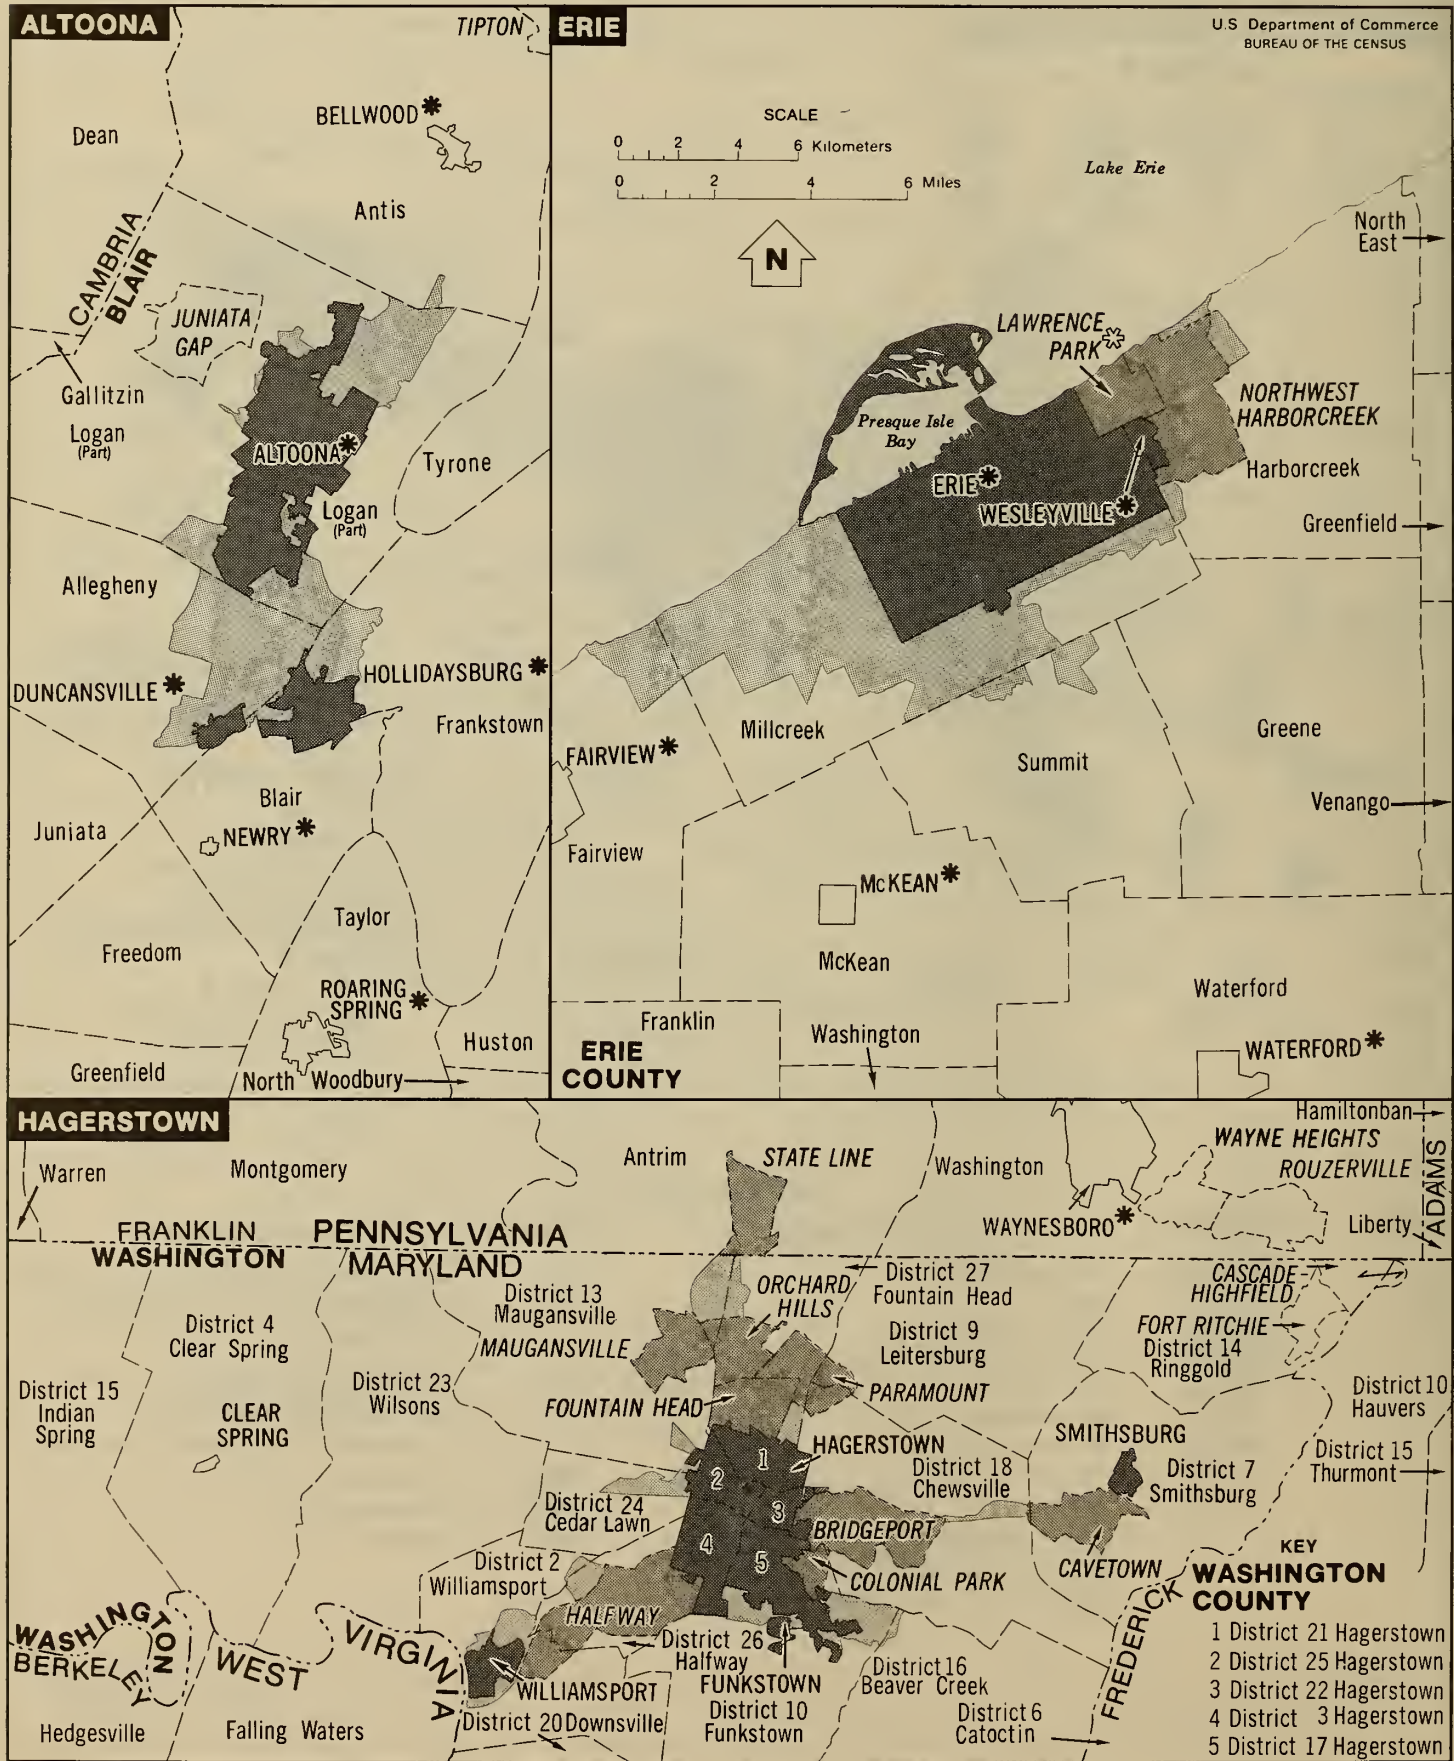 ALTOONA
TIPTON
BELLWOOD
Dean
Antis
CAMBRIA
BLAIR
JUNIATA
GAP
Gallitzin
Logan
(Part)
ALTOONA
Tyrone
Logan
(Part)
Allegheny
HOLLIDAYSBURG
DUNCANSVILLE
Frankstown
Blair
Juniata
NEWRY
Taylor
Freedom
ROARING
SPRING
Huston
Greenfield
North Woodbury
ERIE
U.S Department of Commerce
BUREAU OF THE CENSUS
SCALE
0 2 4 6 Kilometers
0 2 4 6 Miles
Lake Erie
N
North
East
LAWRENCE
PARK
NORTHWEST
HARBORCREEK
Presque Isle
Bay
Harborcreek
ERIE
WESLEYVILLE
Greenfield
Millcreek
Greene
FAIRVIEW
Summit
Venango
Fairview
McKEAN
McKean
Waterford
Franklin
Washington
ERIE
COUNTY
WATERFORD
HAGERSTOWN
Hamiltonban
WAYNE HEIGHTS
ROUZERVILLE
ADAMS
Warren
Montgomery
Antrim
STATE LINE
Washington
WAYNESBORO
Liberty
FRANKLIN
PENNSYLVANIA
WASHINGTON
MARYLAND
District 27
Fountain Head
CASCADE-
HIGHFIELD
ORCHARD
HILLS
District 13
Maugansville
District 4
Clear Spring
MAUGANSVILLE
District 9
Leitersburg
FORT RITCHIE
District 14
Ringgold
District 15
Indian
Spring
District 23
Wilsons
PARAMOUNT
District 10
Hauvers
CLEAR
SPRING
FOUNTAIN HEAD
HAGERSTOWN
SMITHSBURG
District 15
Thurmont
1
2
3
4
5
District 18
Chewsville
District 7
Smithsburg
District 24
Cedar Lawn
BRIDGEPORT
CAVETOWN
District 2
Williamsport
COLONIAL PARK
HALFWAY
WASHINGTON
BERKELEY
WEST
VIRGINIA
District 26
Halfway
FUNKSTOWN
District 16
Beaver Creek
FREDERICK
WILLIAMSPORT
Hedgesville
Falling Waters
District 20 Downsville
District 10
Funkstown
District 6
Catoctin
KEY
WASHINGTON
COUNTY
1 District 21 Hagerstown
2 District 25 Hagerstown
3 District 22 Hagerstown
4 District 3 Hagerstown
5 District 17 Hagerstown